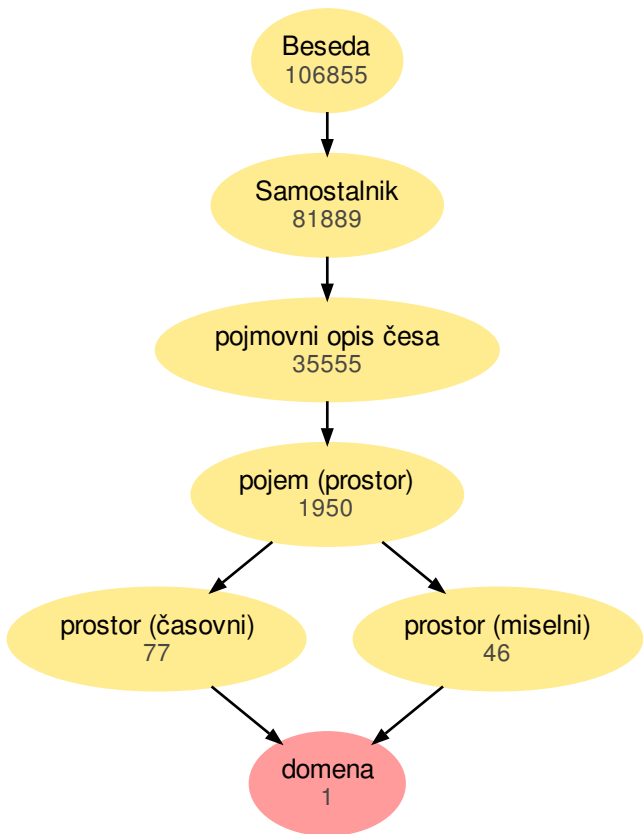 Beseda
106855
Samostalnik
81889
pojmovni opis česa
35555
pojem (prostor)
1950
prostor (časovni)
77
prostor (miselni)
46
domena
1